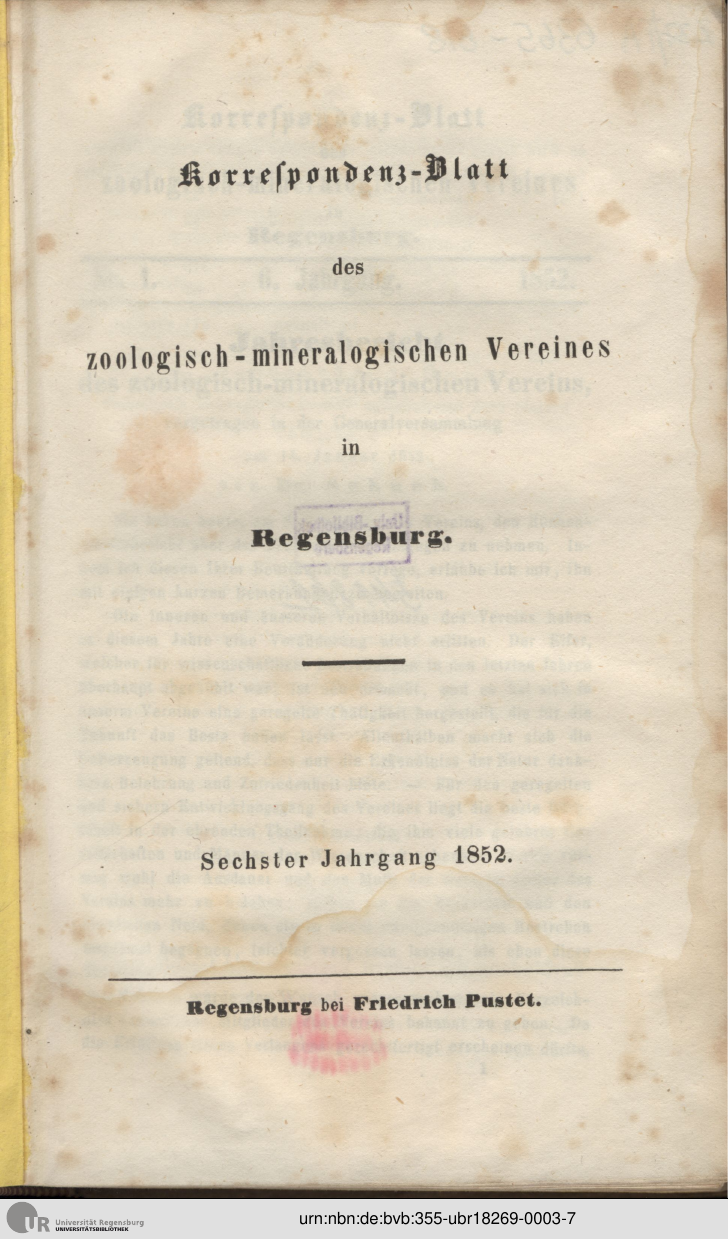 Korreſpondenz-Blatt
des
zoologisch-mineralogischen Vereines
in
Regensburg.
Sechster Jahrgang 1852.
Regensburg bei Friedrich Pustet.
UR Universität Regensburg
UNIVERSITÄTSBIBLIOTHEK
urn:nbn:de:bvb:355-ubr18269-0003-7